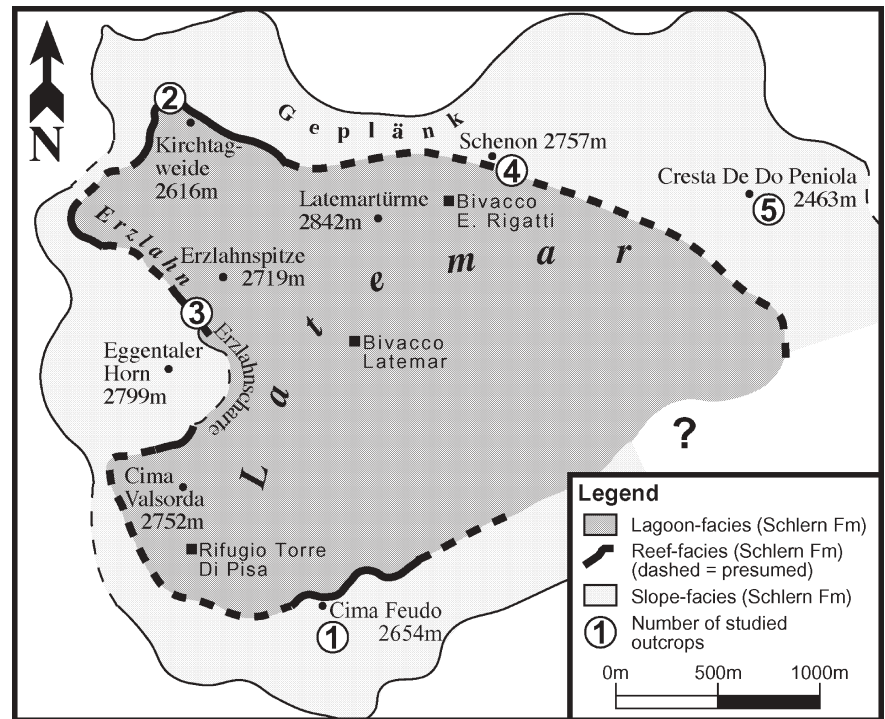 2
Geplänk
Kirchtag-
weide
2616m
Schenon 2757m
4
Cresta De Do Peniola
2463m
5
N
Erzlahn
Latemartürme
2842m
Bivacco
E. Rigatti
Erzlahnspitze
2719m
Latemar
3
Erzlahnscharte
Bivacco
Latemar
Eggentaler
Horn
2799m
?
Cima
Valsorda
2752m
Rifugio Torre
Di Pisa
Cima Feudo
2654m
1
Legend
Lagoon-facies (Schlern Fm)
Reef-facies (Schlern Fm)
(dashed = presumed)
Slope-facies (Schlern Fm)
1 Number of studied
outcrops
0m 500m 1000m